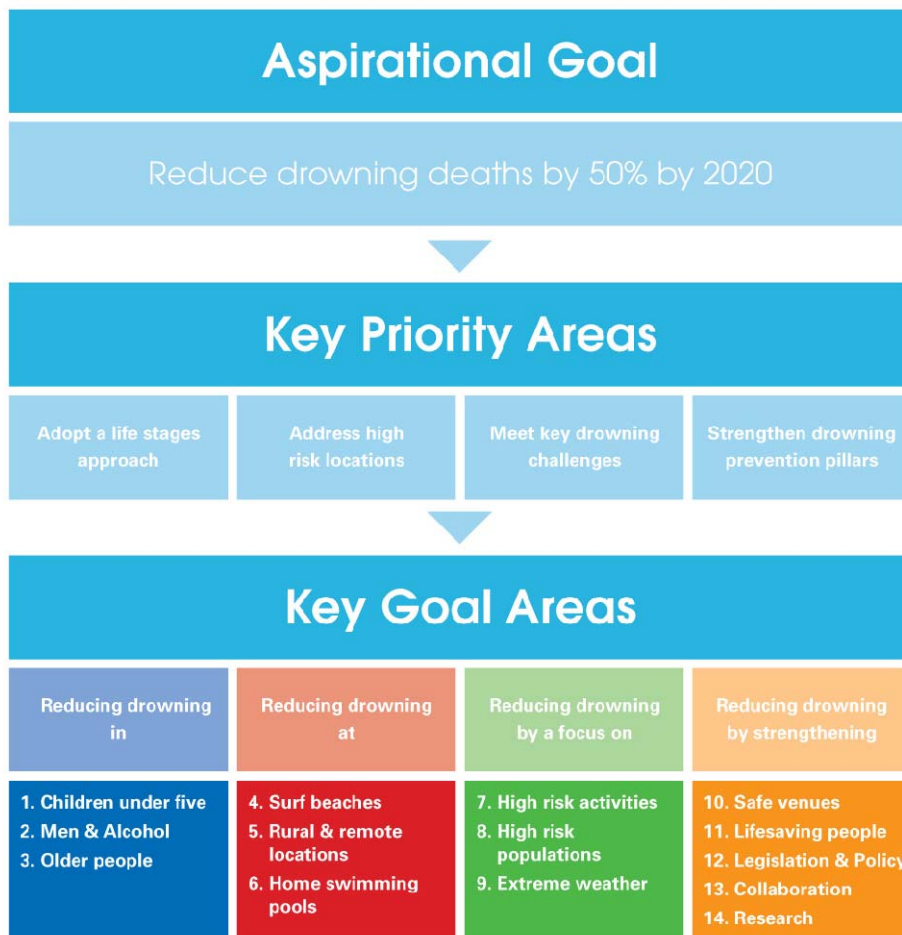 Aspirational Goal
Reduce drowning deaths by 50% by 2020
Key Priority Areas
Adopt a life stages
approach
Address high
risk locations
Meet key drowning
challenges
Strengthen drowning
prevention pillars
Key Goal Areas
Reducing drowning
in
1. Children under five
2. Men & Alcohol
3. Older people
Reducing drowning
at
4. Surf beaches
5. Rural & remote
locations
6. Home swimming
pools
Reducing drowning
by a focus on
7. High risk activities
8. High risk
populations
9. Extreme weather
Reducing drowning
by strengthening
10. Safe venues
11. Lifesaving people
12. Legislation & Policy
13. Collaboration
14. Research